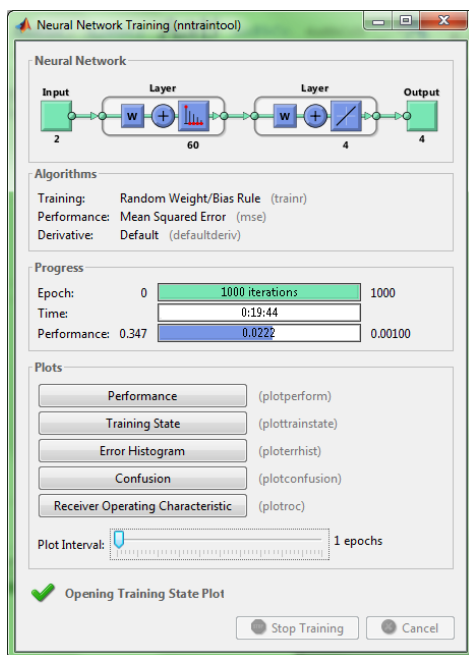 Neural Network Training (nntraintool)
Neural Network
Input Layer Layer Output
W + W +
2 60 4 4
Algorithms
Training: Random Weight/Bias Rule (trainr)
Performance: Mean Squared Error (mse)
Derivative: Default (defaultderiv)
Progress
Epoch: 0 1000 iterations 1000
Time: 0:19:44
Performance: 0.347 0.0222 0.00100
Plots
Performance (plotperform)
Training State (plottrainstate)
Error Histogram (ploterrhist)
Confusion (plotconfusion)
Receiver Operating Characteristic (plotroc)
Plot Interval: 1 epochs
Opening Training State Plot
Stop Training Cancel